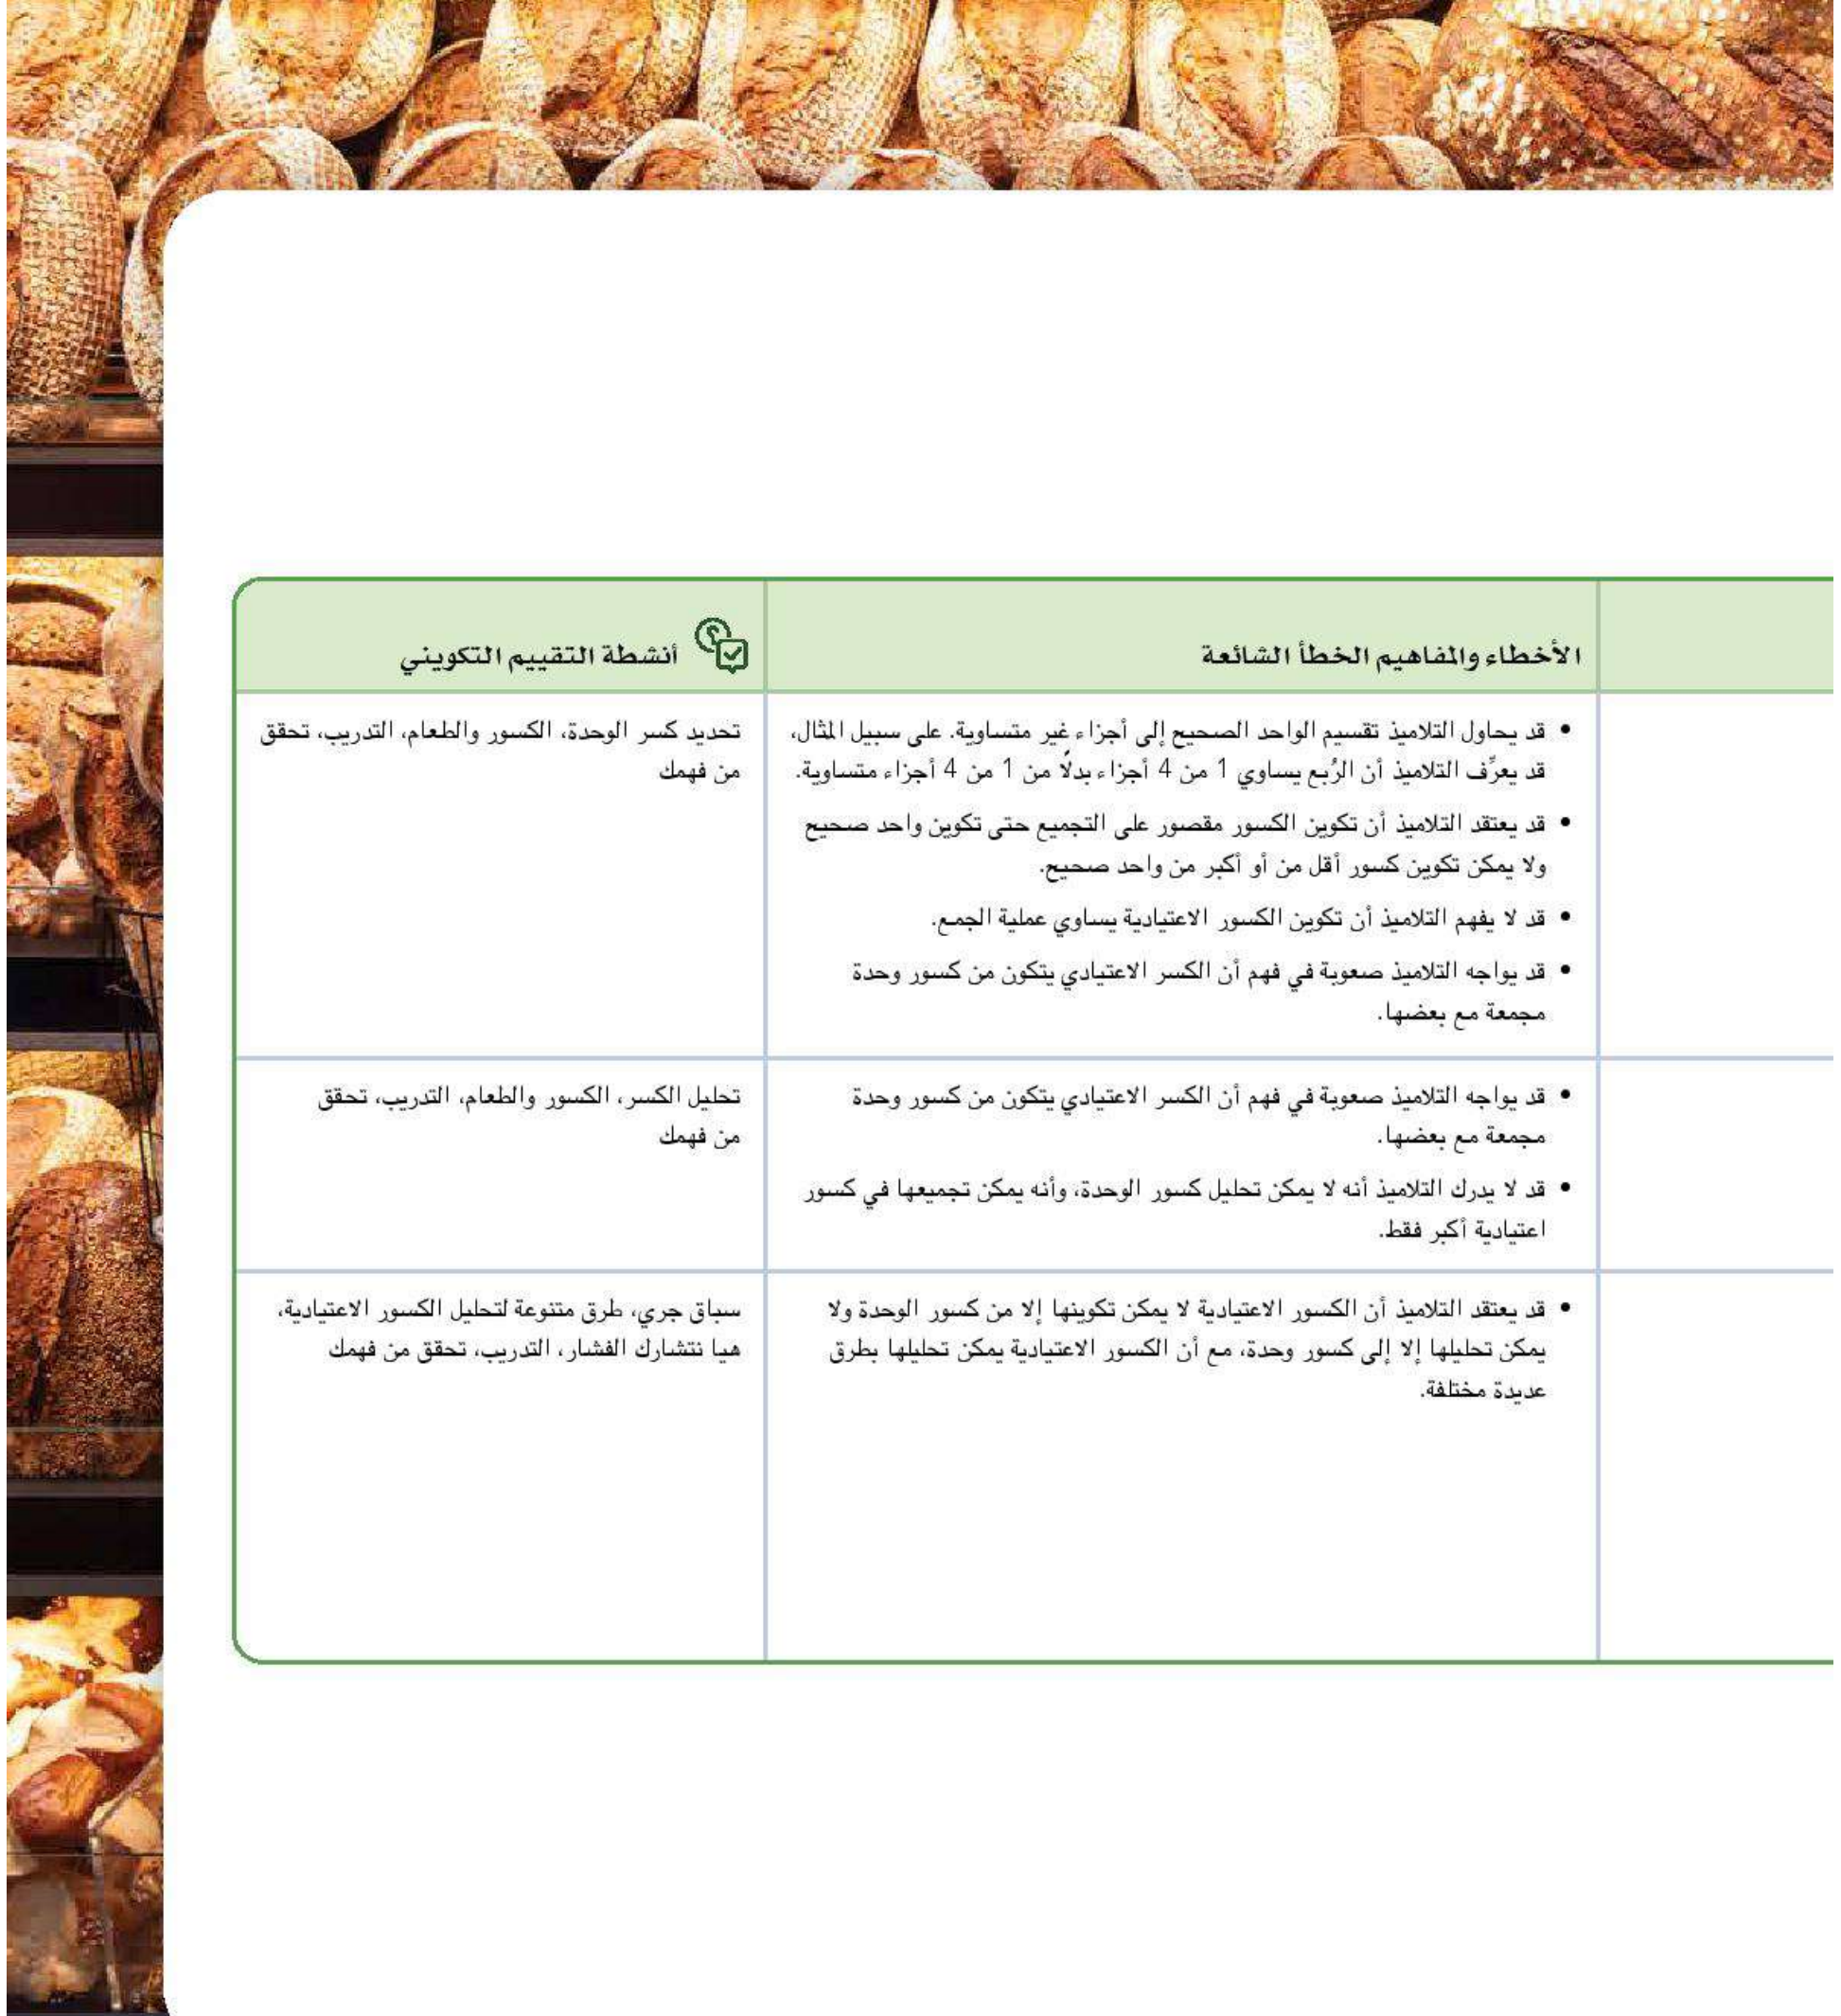 الأخطاء والمفاهيم الخطأ الشائعة
أنشطة التقييم التكويني
• قد يحاول التلاميذ تقسيم الواحد الصحيح إلى أجزاء غير متساوية. على سبيل المثال،
قد يعرِّف التلاميذ أن الرُبع يساوي 1 من 4 أجزاء بدلًا من 1 من 4 أجزاء متساوية.
• قد يعتقد التلاميذ أن تكوين الكسور مقصور على التجميع حتى تكوين واحد صحيح
ولا يمكن تكوين كسور أقل من أو أكبر من واحد صحيح.
• قد لا يفهم التلاميذ أن تكوين الكسور الاعتيادية يساوي عملية الجمع.
• قد يواجه التلاميذ صعوبة في فهم أن الكسر الاعتيادي يتكون من كسور وحدة
مجمعة مع بعضها.
تحديد كسر الوحدة، الكسور والطعام، التدريب، تحقق
من فهمك
• قد يواجه التلاميذ صعوبة في فهم أن الكسر الاعتيادي يتكون من كسور وحدة
مجمعة مع بعضها.
• قد لا يدرك التلاميذ أنه لا يمكن تحليل كسور الوحدة، وأنه يمكن تجميعها في كسور
اعتيادية أكبر فقط.
تحليل الكسر، الكسور والطعام، التدريب، تحقق
من فهمك
• قد يعتقد التلاميذ أن الكسور الاعتيادية لا يمكن تكوينها إلا من كسور الوحدة ولا
يمكن تحليلها إلا إلى كسور وحدة، مع أن الكسور الاعتيادية يمكن تحليلها بطرق
عديدة مختلفة.
سباق جري، طرق متنوعة لتحليل الكسور الاعتيادية،
هيا نتشارك الفشار، التدريب، تحقق من فهمك